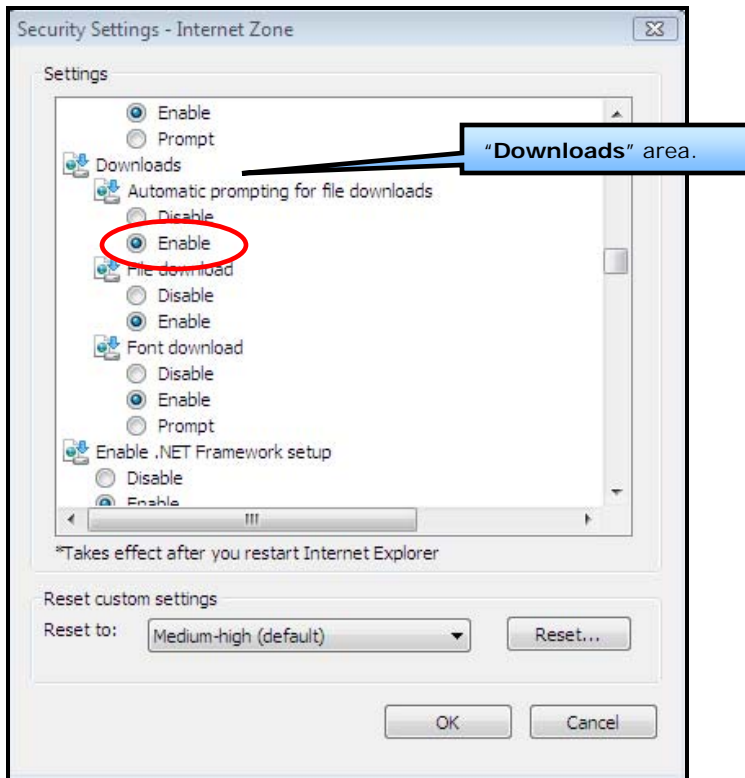 Security Settings - Internet Zone
Settings
Enable
Prompt
"Downloads" area.
Downloads
Automatic prompting for file downloads
Disable
Enable
File download
Disable
Enable
Font download
Disable
Enable
Prompt
Enable .NET Framework setup
Disable
Enable
*Takes effect after you restart Internet Explorer
Reset custom settings
Reset to: Medium-high (default) Reset...
OK Cancel